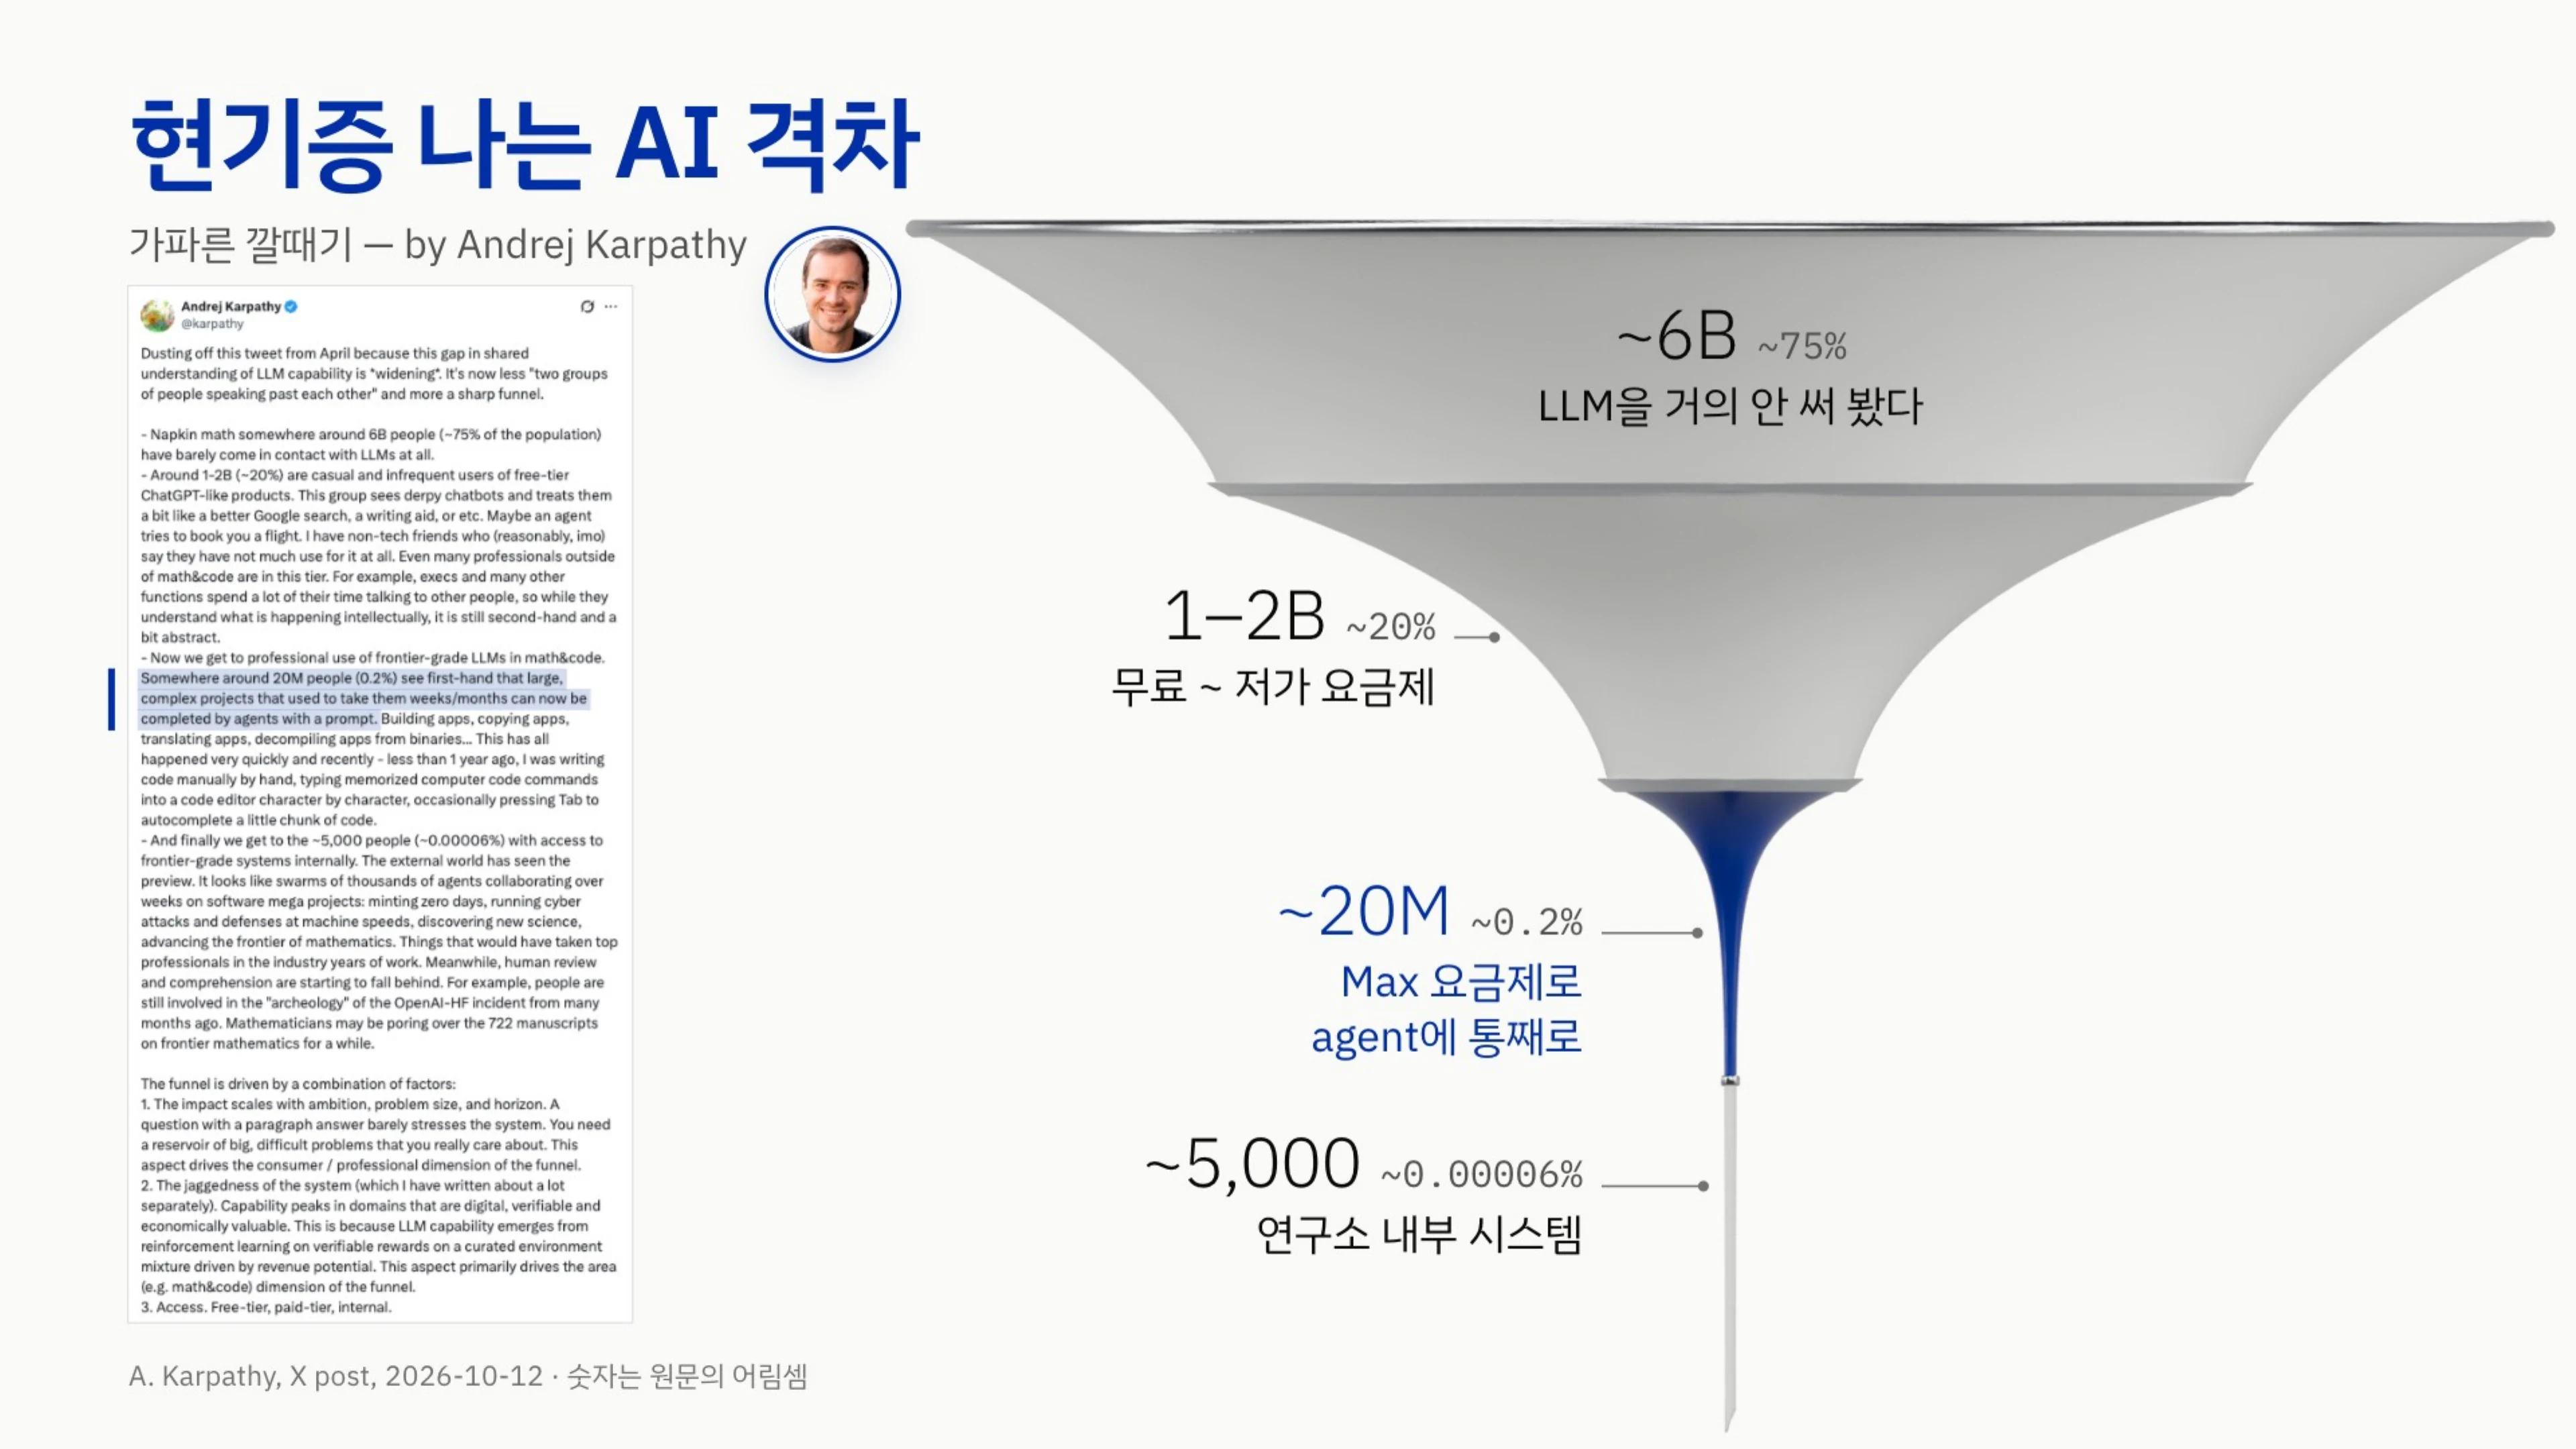 현기증 나는 AI 격차
가파른 깔때기 — by Andrej Karpathy
Andrej Karpathy
@karpathy
Dusting off this tweet from April because this gap in shared
understanding of LLM capability is *widening*. It's now less "two groups
of people speaking past each other" and more a sharp funnel.
- Napkin math somewhere around 6B people (~75% of the population)
have barely come in contact with LLMs at all.
- Around 1-2B (~20%) are casual and infrequent users of free-tier
ChatGPT-like products. This group sees derpy chatbots and treats them
a bit like a better Google search, a writing aid, or etc. Maybe an agent
tries to book you a flight. I have non-tech friends who (reasonably, imo)
say they have not much use for it at all. Even many professionals outside
of math&code are in this tier. For example, execs and many other
functions spend a lot of their time talking to other people, so while they
understand what is happening intellectually, it is still second-hand and a
bit abstract.
- Now we get to professional use of frontier-grade LLMs in math&code.
Somewhere around 20M people (0.2%) see first-hand that large,
complex projects that used to take them weeks/months can now be
completed by agents with a prompt. Building apps, copying apps,
translating apps, decompiling apps from binaries... This has all
happened very quickly and recently - less than 1 year ago, I was writing
code manually by hand, typing memorized computer code commands
into a code editor character by character, occasionally pressing Tab to
autocomplete a little chunk of code.
- And finally we get to the ~5,000 people (~0.00006%) with access to
frontier-grade systems internally. The external world has seen the
preview. It looks like swarms of thousands of agents collaborating over
weeks on software mega projects: minting zero days, running cyber
attacks and defenses at machine speeds, discovering new science,
advancing the frontier of mathematics. Things that would have taken top
professionals in the industry years of work. Meanwhile, human review
and comprehension are starting to fall behind. For example, people are
still involved in the "archeology" of the OpenAI-HF incident from many
months ago. Mathematicians may be poring over the 722 manuscripts
on frontier mathematics for a while.
The funnel is driven by a combination of factors:
1. The impact scales with ambition, problem size, and horizon. A
question with a paragraph answer barely stresses the system. You need
a reservoir of big, difficult problems that you really care about. This
aspect drives the consumer / professional dimension of the funnel.
2. The jaggedness of the system (which I have written about a lot
separately). Capability peaks in domains that are digital, verifiable and
economically valuable. This is because LLM capability emerges from
reinforcement learning on verifiable rewards on a curated environment
mixture driven by revenue potential. This aspect primarily drives the area
(e.g. math&code) dimension of the funnel.
3. Access. Free-tier, paid-tier, internal.
~6B ~75%
LLM을 거의 안 써 봤다
1–2B ~20%
무료 ~ 저가 요금제
~20M ~0.2%
Max 요금제로
agent에 통째로
~5,000 ~0.00006%
연구소 내부 시스템
A. Karpathy, X post, 2026-10-12 · 숫자는 원문의 어림셈